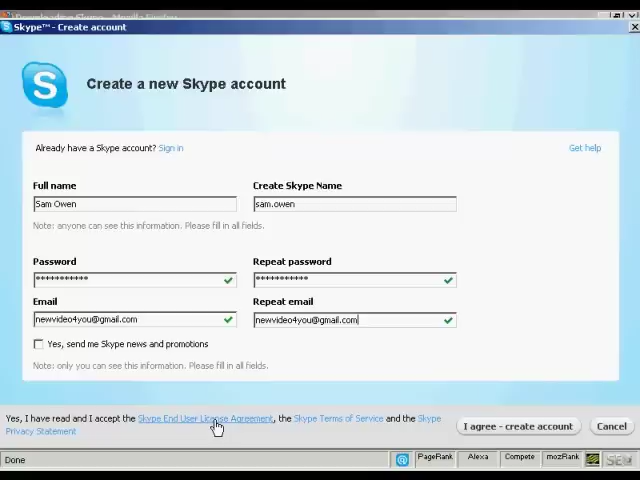 Skype™ - Create account
S
Create a new Skype account
Already have a Skype account? Sign in
Get help
Full name
Create Skype Name
Sam Owen
sam.owen
Note: anyone can see this information. Please fill in all fields.
Password
Repeat password
***********
***********
Email
Repeat email
newvideo4you@gmail.com
newvideo4you@gmail.com
Yes, send me Skype news and promotions
Note: only you can see this information. Please fill in all fields.
Yes, I have read and I accept the Skype End User License Agreement, the Skype Terms of Service and the Skype
Privacy Statement
I agree - create account
Cancel
Done
PageRank
Alexa
Compete
mozRank